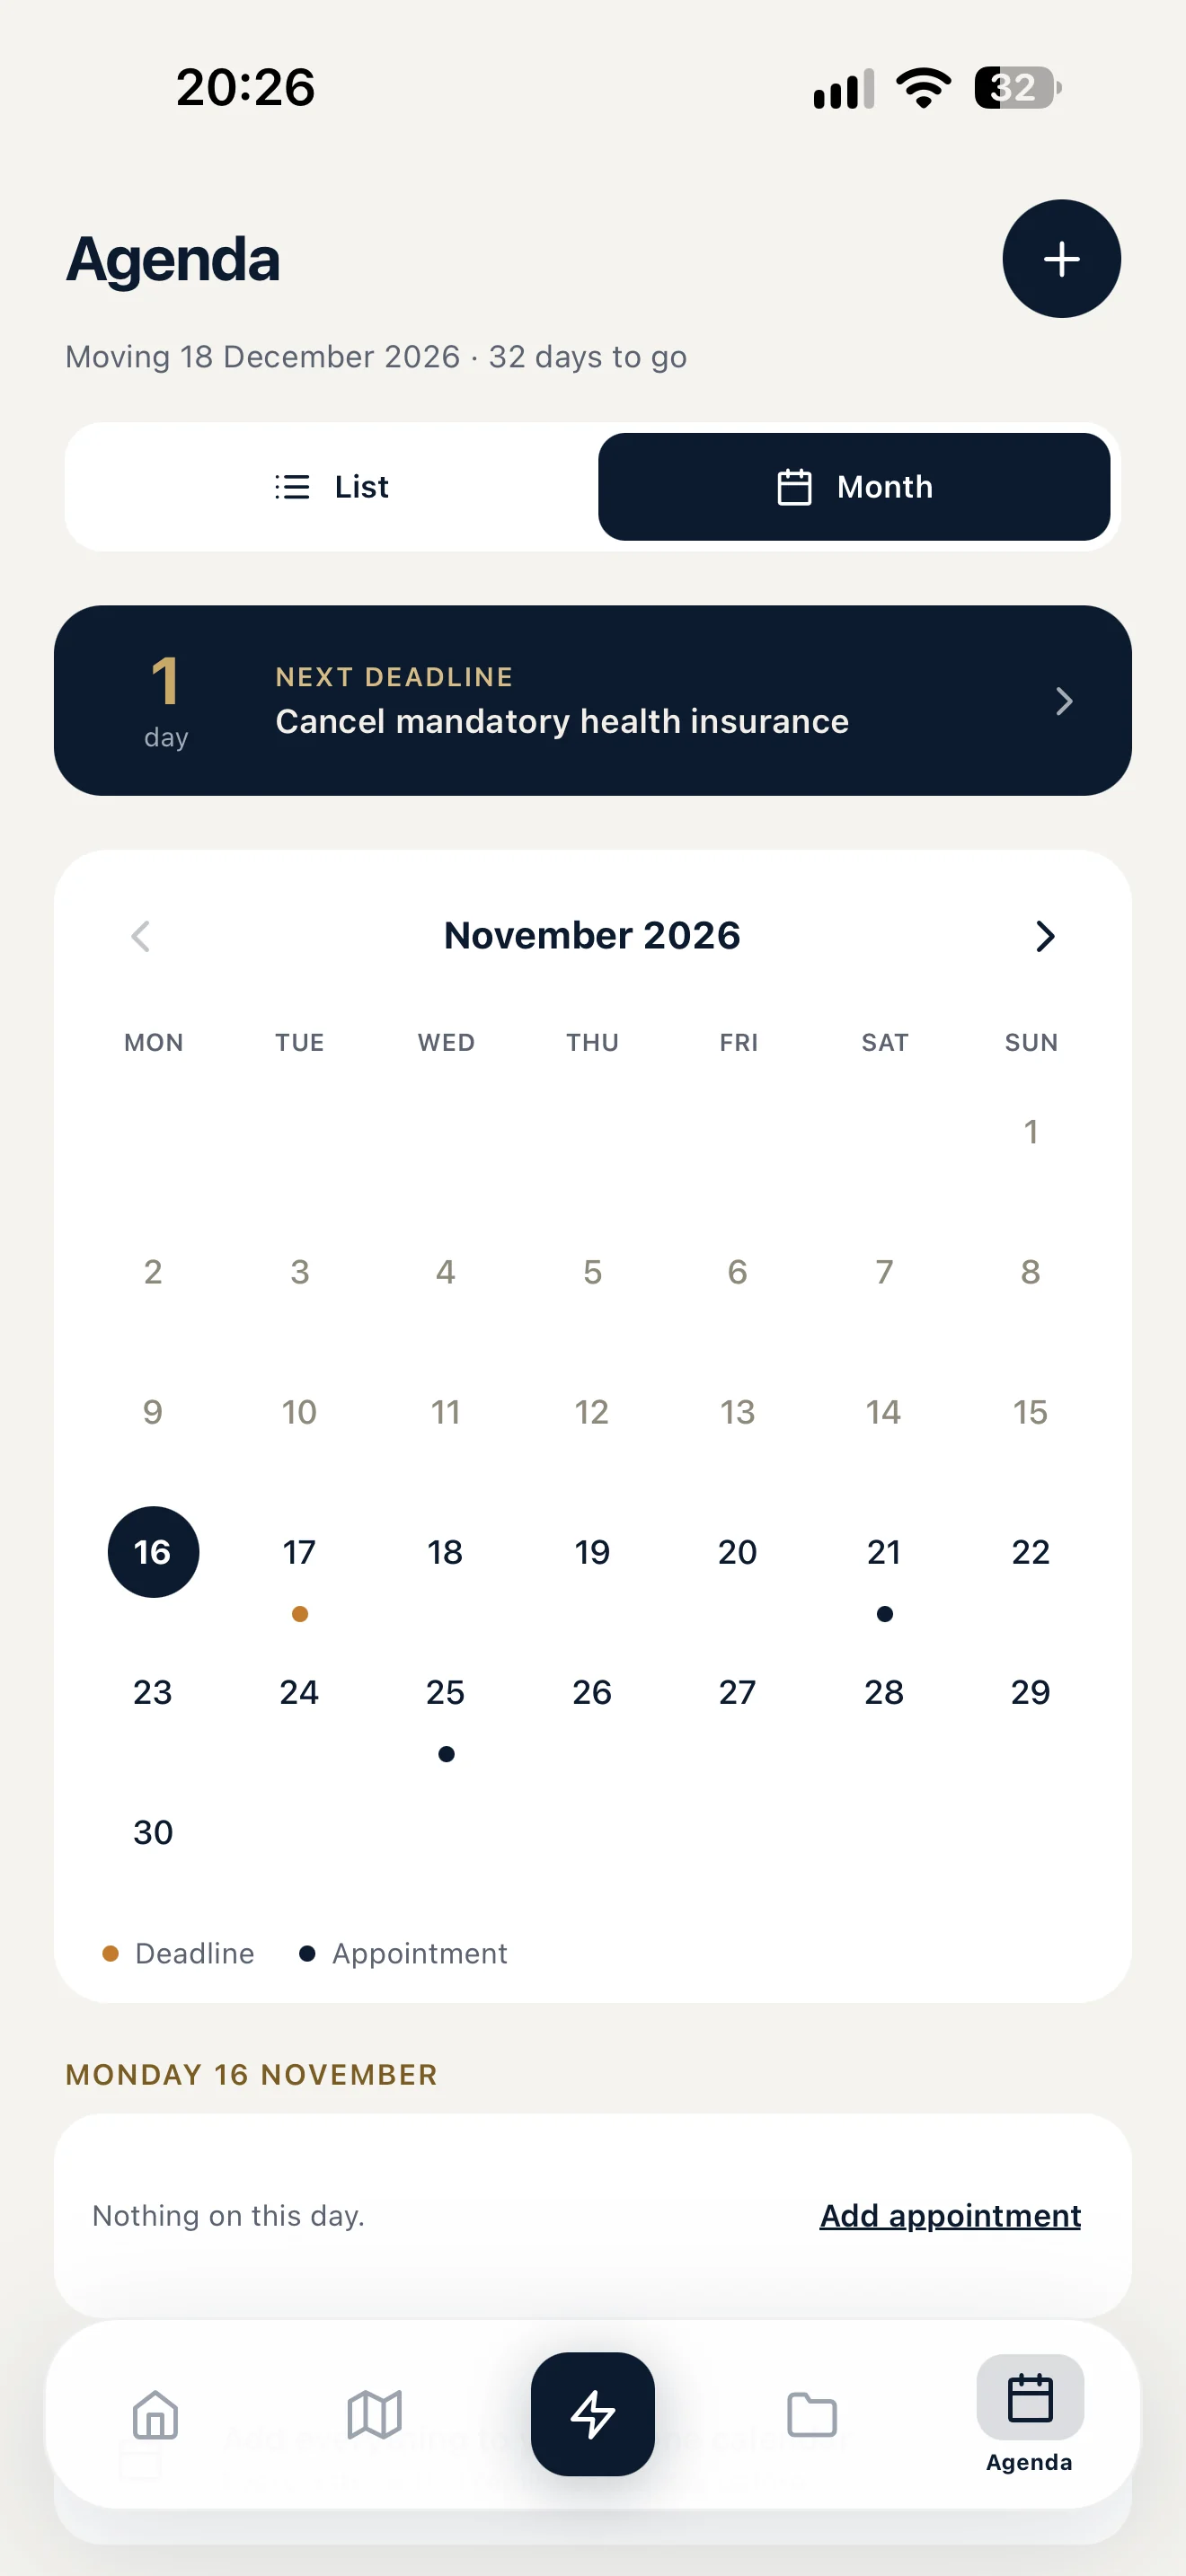 20:26
32
Agenda
Moving 18 December 2026 · 32 days to go
List
Month
1
day
NEXT DEADLINE
Cancel mandatory health insurance
November 2026
MON TUE WED THU FRI SAT SUN
1
2 3 4 5 6 7 8
9 10 11 12 13 14 15
16 17 18 19 20 21 22
23 24 25 26 27 28 29
30
Deadline Appointment
MONDAY 16 NOVEMBER
Nothing on this day.
Add appointment
Agenda